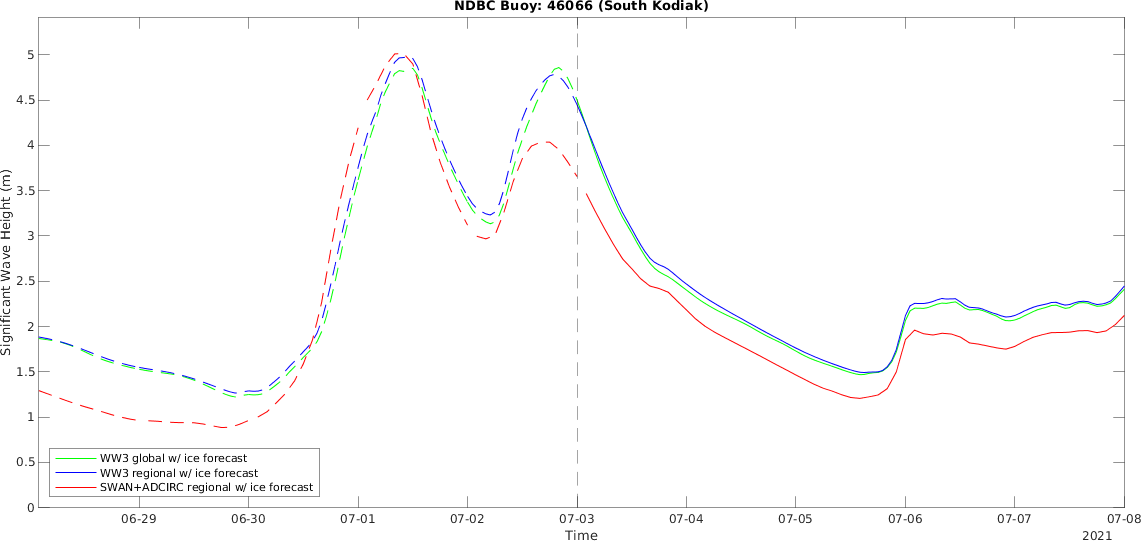 NDBC Buoy: 46066 (South Kodiak)
Significant Wave Height (m)
5
4.5
4
3.5
3
2.5
2
1.5
1
0.5
0
WW3 global w/ ice forecast
WW3 regional w/ ice forecast
SWAN+ADCIRC regional w/ ice forecast
06-29 06-30 07-01 07-02 07-03 07-04 07-05 07-06 07-07 07-08
Time
2021